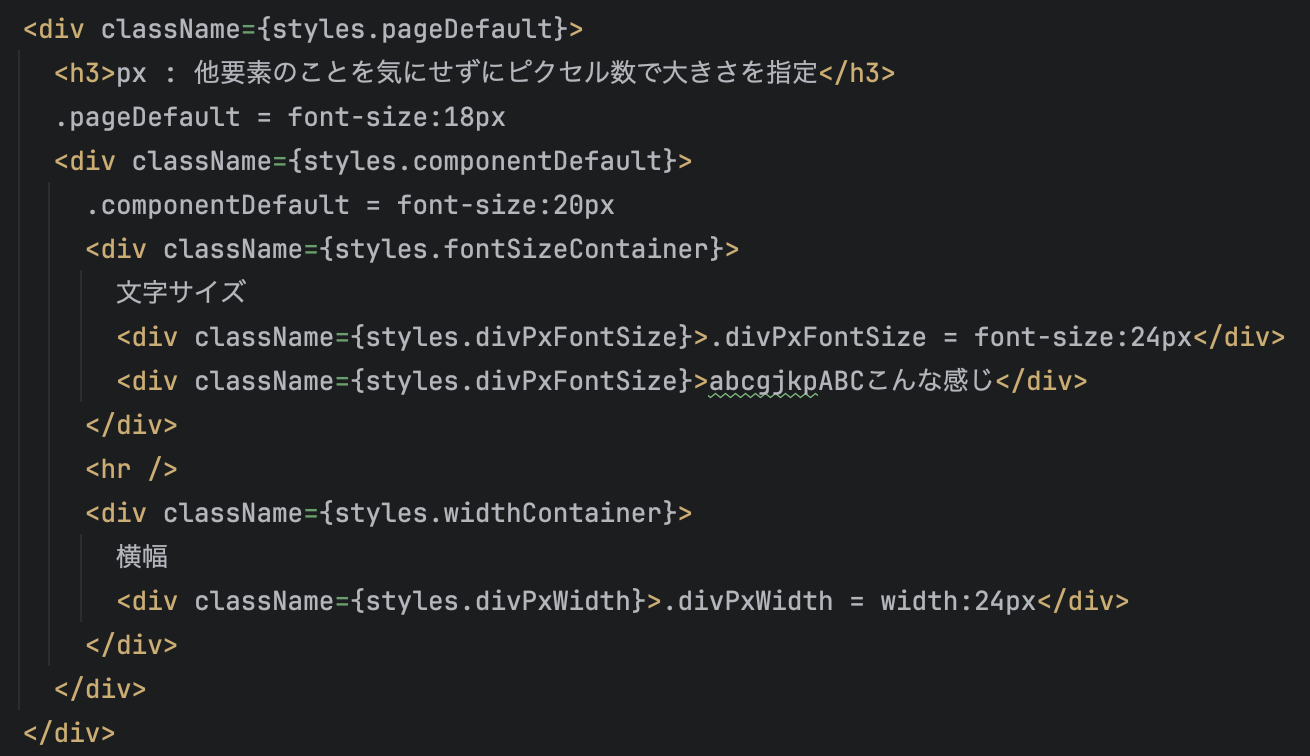 <div className={styles.pageDefault}>
<h3>px : 他要素のことを気にせずにピクセル数で大きさを指定</h3>
.pageDefault = font-size:18px
<div className={styles.componentDefault}>
.componentDefault = font-size:20px
<div className={styles.fontSizeContainer}>
文字サイズ
<div className={styles.divPxFontSize}>.divPxFontSize = font-size:24px</div>
<div className={styles.divPxFontSize}>abcgjkpABCこんな感じ</div>
</div>
<hr />
<div className={styles.widthContainer}>
横幅
<div className={styles.divPxWidth}>.divPxWidth = width:24px</div>
</div>
</div>
</div>